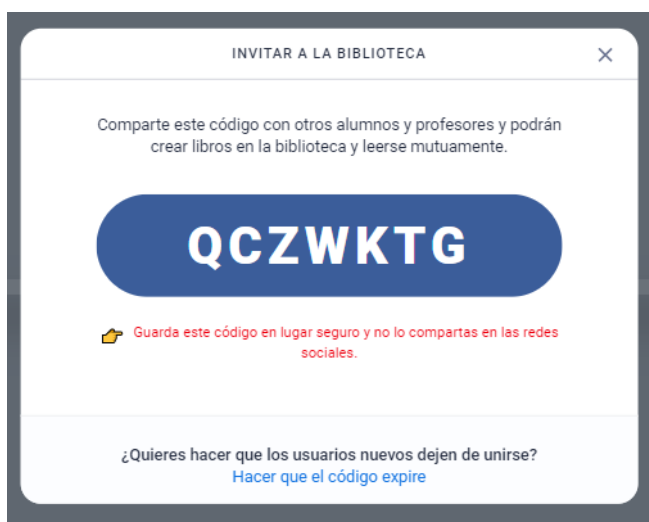 INVITAR A LA BIBLIOTECA
Comparte este código con otros alumnos y profesores y podrán
crear libros en la biblioteca y leerse mutuamente.
QCZWKTG
Guarda este código en lugar seguro y no lo compartas en las redes
sociales.
¿Quieres hacer que los usuarios nuevos dejen de unirse?
Hacer que el código expire